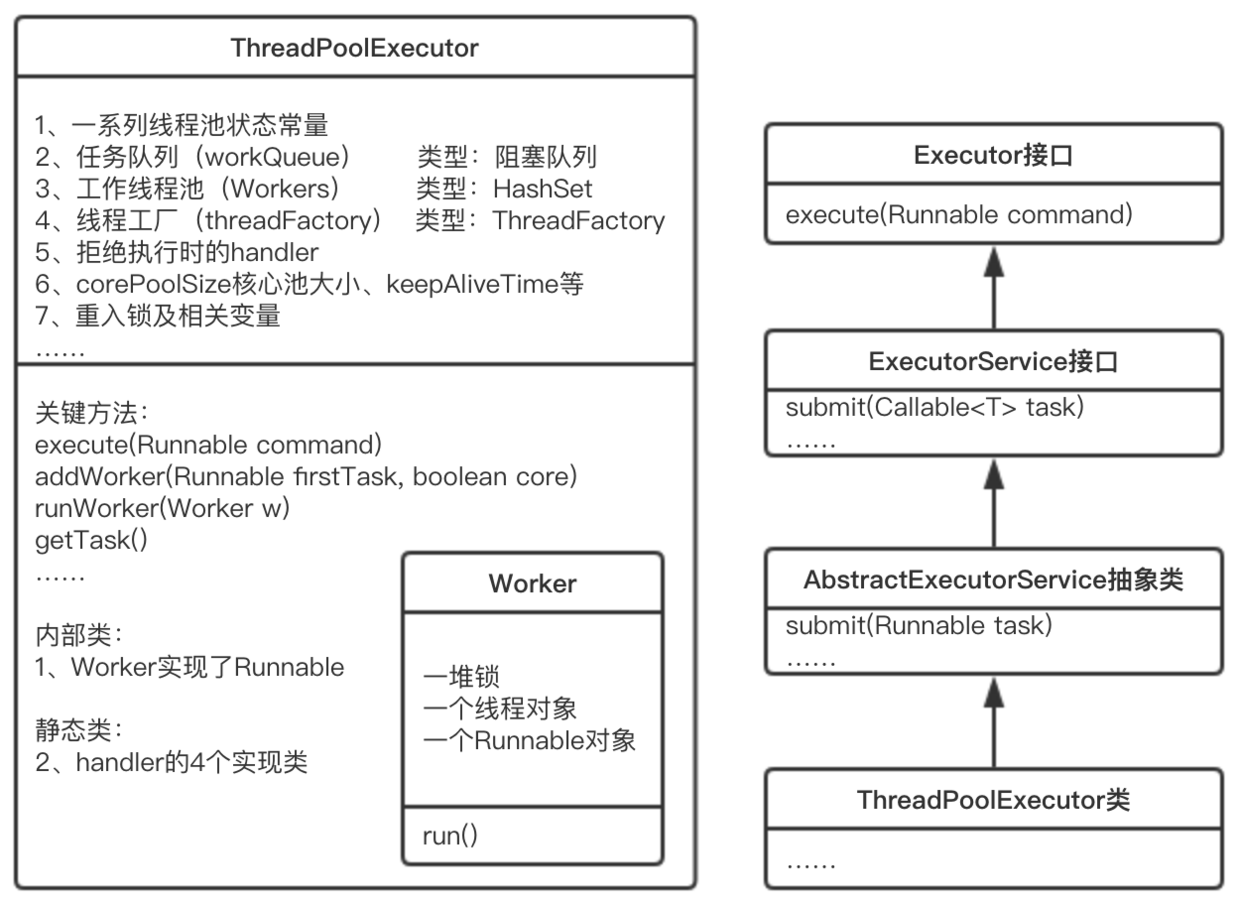 ThreadPoolExecutor
1、一系列线程池状态常量
2、任务队列（workQueue） 类型：阻塞队列
3、工作线程池（Workers） 类型：HashSet
4、线程工厂（threadFactory） 类型：ThreadFactory
5、拒绝执行时的handler
6、corePoolSize核心池大小、keepAliveTime等
7、重入锁及相关变量
……
关键方法：
execute(Runnable command)
addWorker(Runnable firstTask, boolean core)
runWorker(Worker w)
getTask()
……
内部类：
1、Worker实现了Runnable
静态类：
2、handler的4个实现类
Worker
一堆锁
一个线程对象
一个Runnable对象
run()
Executor接口
execute(Runnable command)
ExecutorService接口
submit(Callable<T> task)
……
AbstractExecutorService抽象类
submit(Runnable task)
……
ThreadPoolExecutor类
……